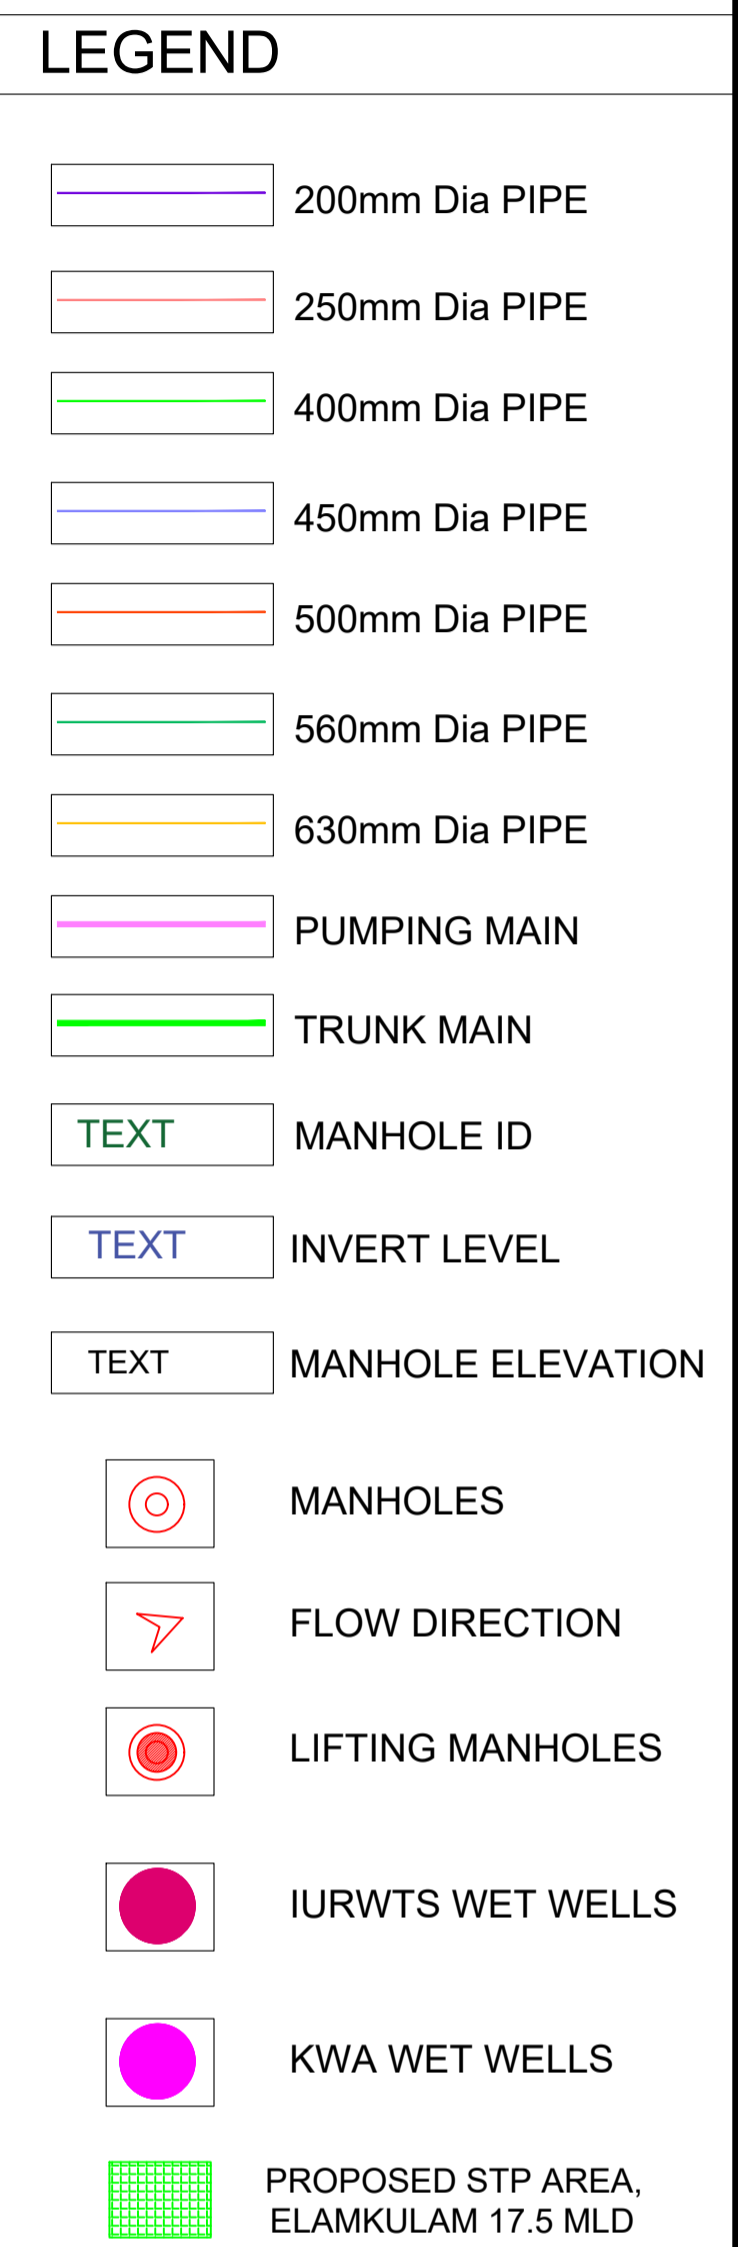 LEGEND
200mm Dia PIPE
250mm Dia PIPE
400mm Dia PIPE
450mm Dia PIPE
500mm Dia PIPE
560mm Dia PIPE
630mm Dia PIPE
PUMPING MAIN
TRUNK MAIN
TEXT MANHOLE ID
TEXT INVERT LEVEL
TEXT MANHOLE ELEVATION
MANHOLES
FLOW DIRECTION
LIFTING MANHOLES
IURWTS WET WELLS
KWA WET WELLS
PROPOSED STP AREA,
ELAMKULAM 17.5 MLD